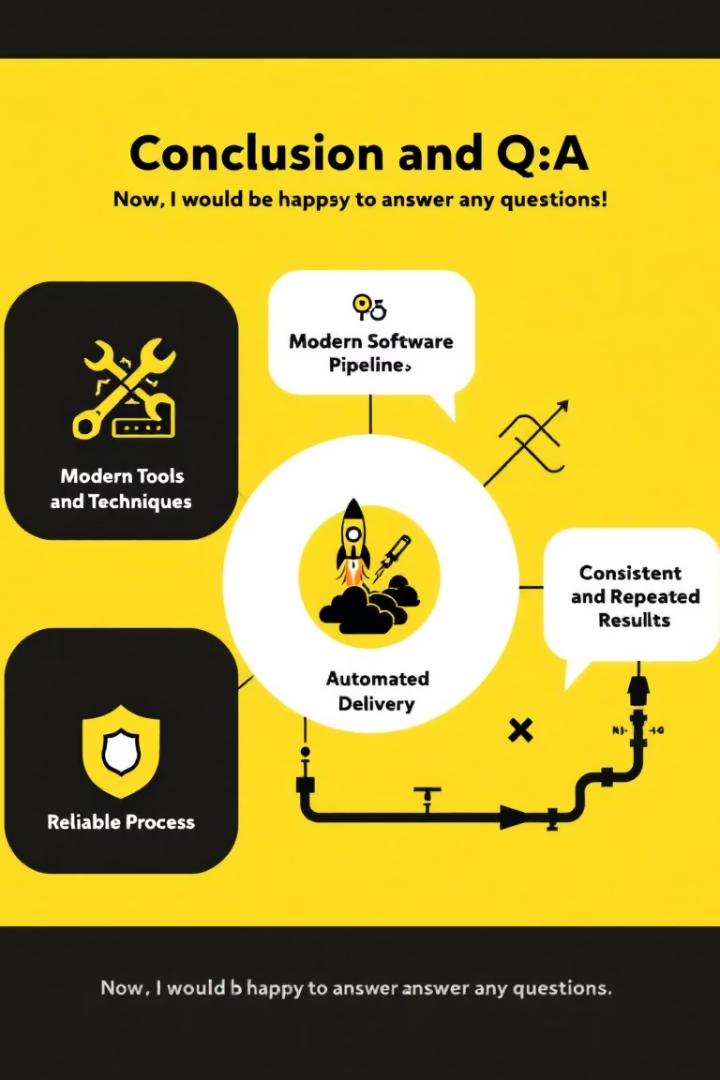 Conclusion and Q:A
Now, I would be happsy to answer any questions!
Modern Software
Pipeline>
Modern Tools
and Techniques
Consistent
and Repeated
Resullts
Automated
Delivery
Reliable Process
Now, I would b happy to answer answer any questions.